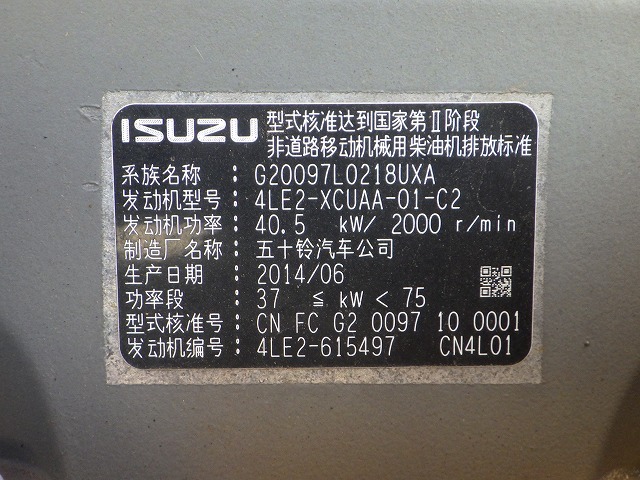 ISUZU 型式核准达到国家第Ⅱ阶段
非道路移动机械用柴油机排放标准
系族名称：G20097L0218UXA
发动机型号：4LE2-XCUAA-01-C2
发动机功率：40.5 kW/ 2000 r/min
制造厂名称：五十铃汽车公司
生产日期：2014/06
功率段：37 ≦ kW < 75
型式核准号：CN FC G2 0097 10 0001
发动机编号：4LE2-615497 CN4L01